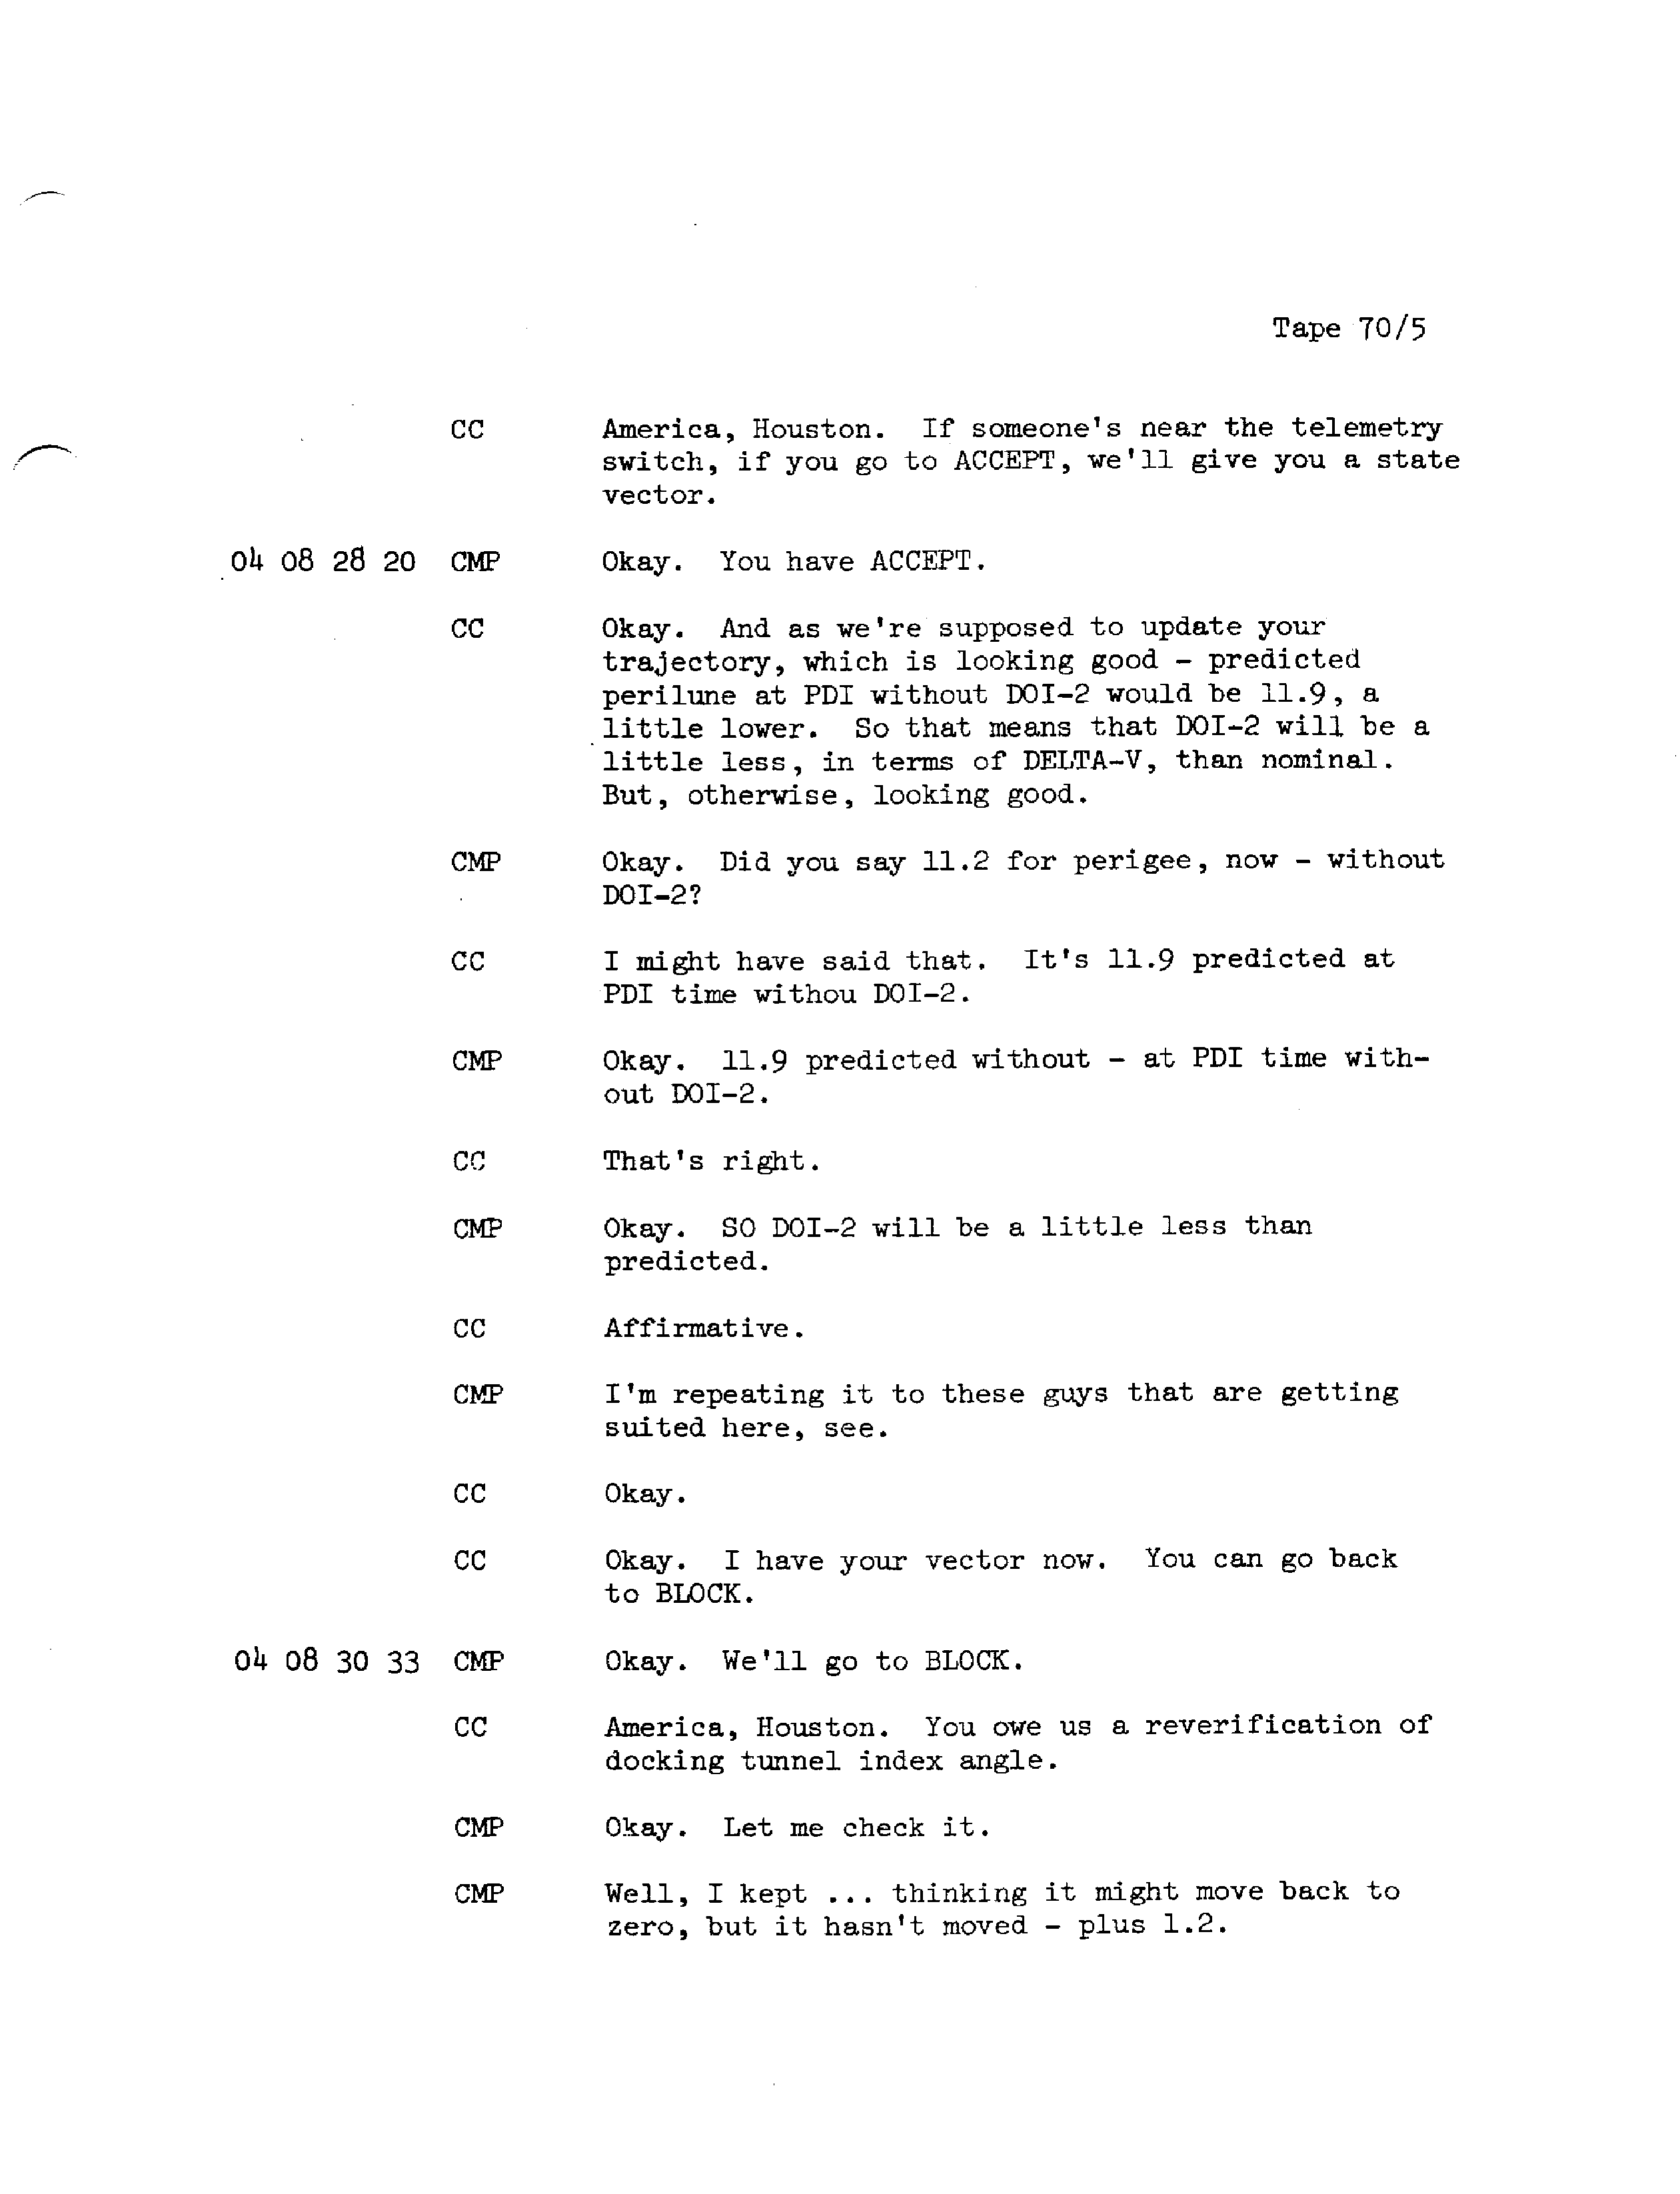 Tape 70/5
CC America, Houston. If someone's near the telemetry
switch, if you go to ACCEPT, we'll give you a state
vector.
04 08 28 20 CMP Okay. You have ACCEPT.
CC Okay. And as we're supposed to update your
trajectory, which is looking good - predicted
perilune at PDI without DOI-2 would be 11.9, a
little lower. So that means that DOI-2 will be a
little less, in terms of DELTA-V, than nominal.
But, otherwise, looking good.
CMP Okay. Did you say 11.2 for perigee, now - without
DOI-2?
CC I might have said that. It's 11.9 predicted at
PDI time withou DOI-2.
CMP Okay. 11.9 predicted without - at PDI time with-
out DOI-2.
CC That's right.
CMP Okay. SO DOI-2 will be a little less than
predicted.
CC Affirmative.
CMP I'm repeating it to these guys that are getting
suited here, see.
CC Okay.
CC Okay. I have your vector now. You can go back
to BLOCK.
04 08 30 33 CMP Okay. We'll go to BLOCK.
CC America, Houston. You owe us a reverification of
docking tunnel index angle.
CMP Okay. Let me check it.
CMP Well, I kept ... thinking it might move back to
zero, but it hasn't moved - plus 1.2.